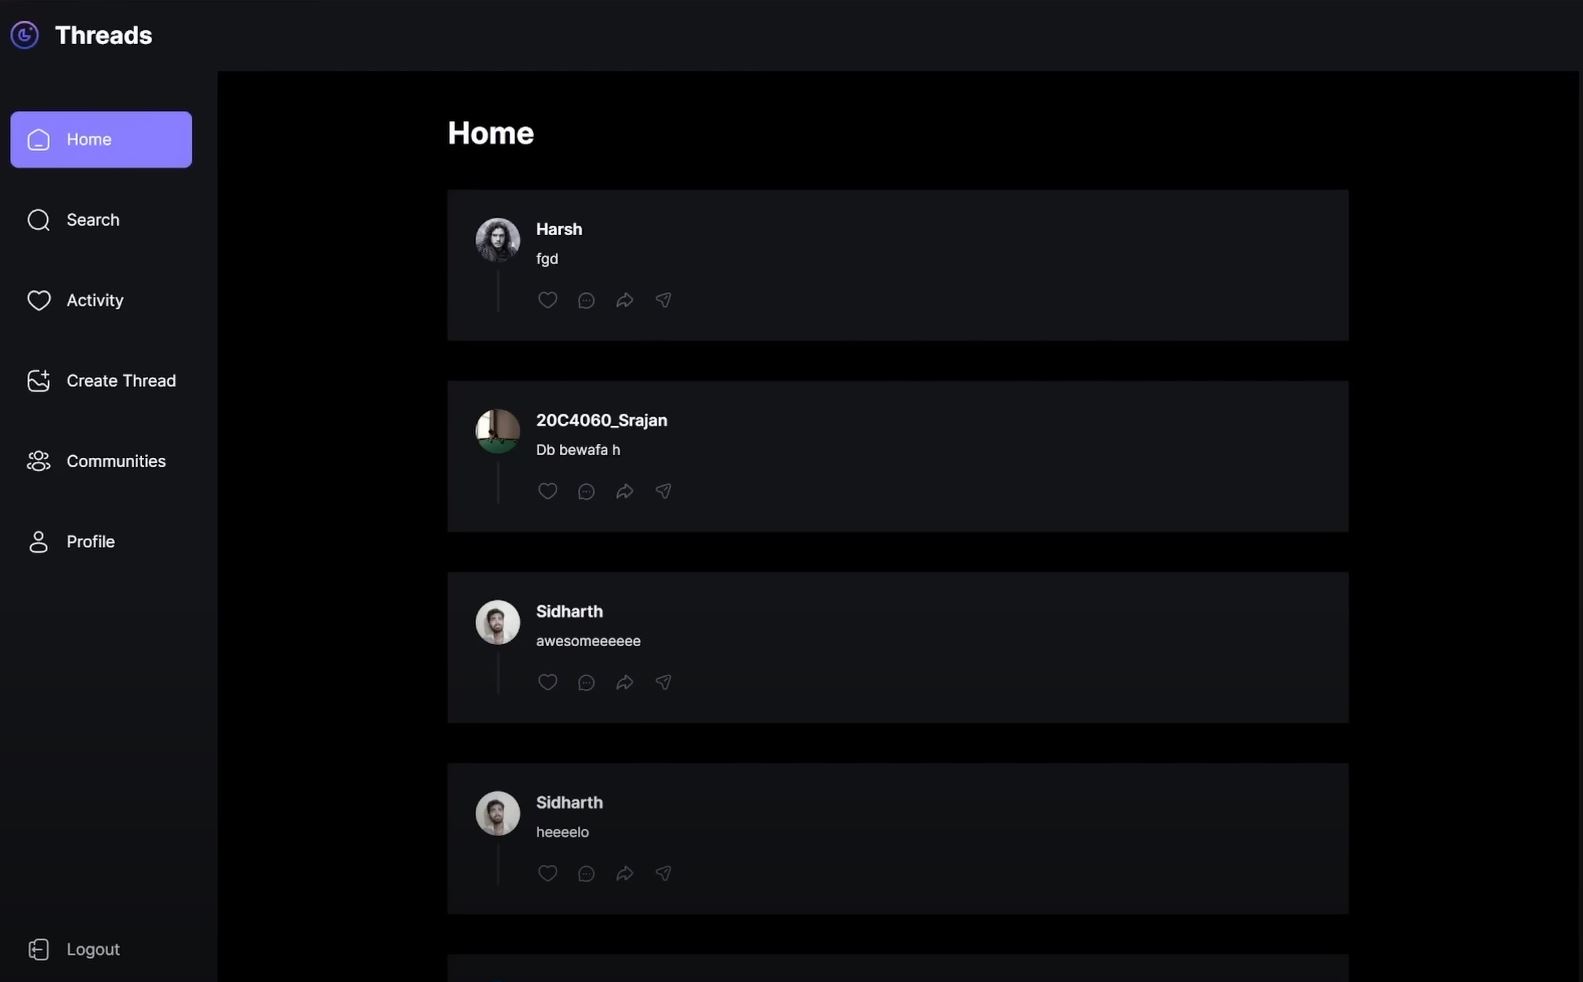 Threads
Home
Search
Activity
Create Thread
Communities
Profile
Logout
Home
Harsh
fgd
20C4060_Srajan
Db bewafa h
Sidharth
awesomeeeeee
Sidharth
heeeelo